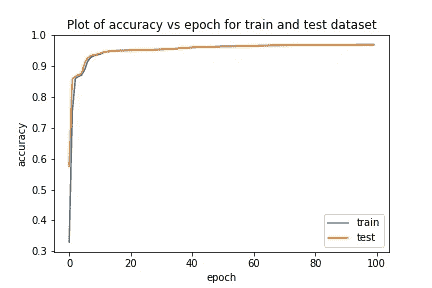 Plot of accuracy vs epoch for train and test dataset
1.0
0.9
0.8
0.7
0.6
0.5
0.4
0.3
accuracy
0 20 40 60 80 100
epoch
train
test